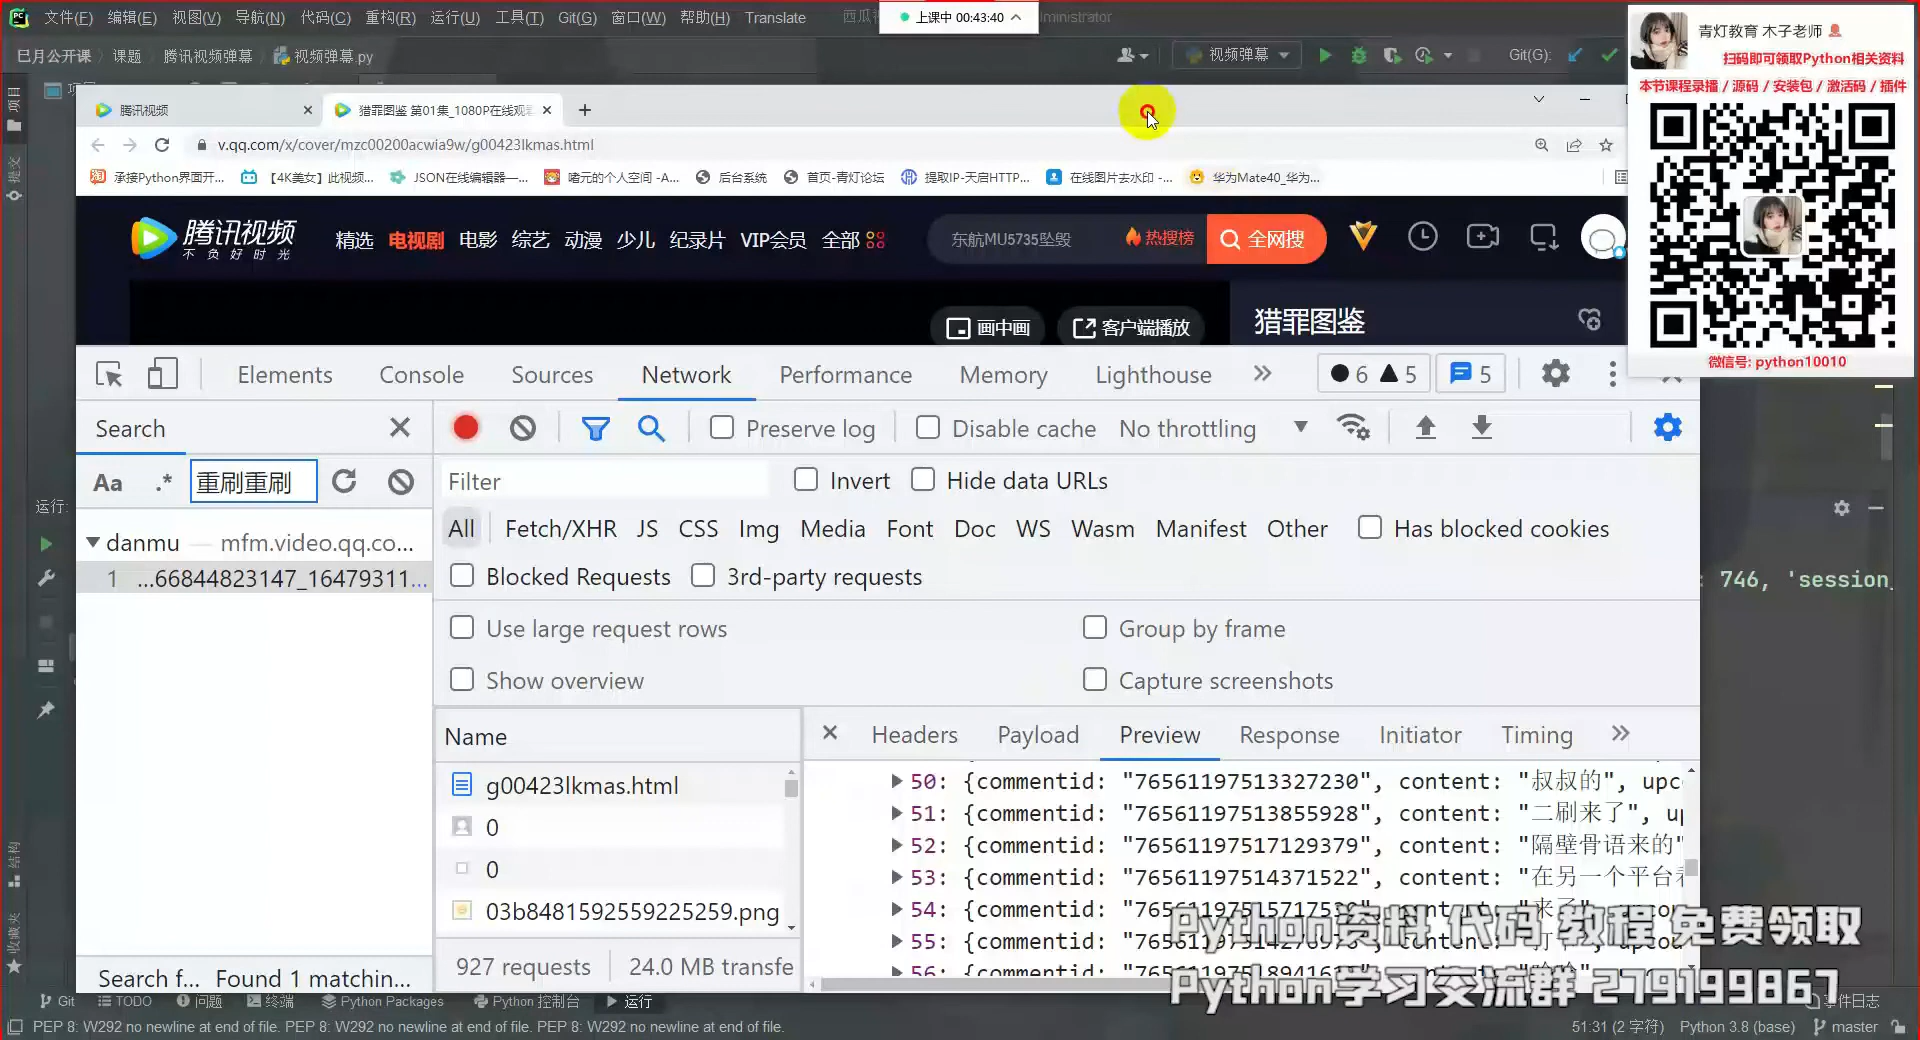 文件(F) 编辑(E) 视图(V) 导航(N) 代码(C) 重构(R) 运行(U) 工具(T) Git(G) 窗口(W) 帮助(H) Translate
上课中 00:43:40
巳月公开课 课题 腾讯视频弹幕 视频弹幕.py
视频弹幕 Git(G):
青灯教育 木子老师
扫码即可领取Python相关资料
本节课程录播 / 源码 / 安装包 / 激活码 / 插件
微信号: python10010
腾讯视频
猎罪图鉴 第01集_1080P在线观看
v.qq.com/x/cover/mzc00200acwia9w/g00423lkmas.html
承接Python界面开... 【4K美女】此视频... JSON在线编辑器—... 啫元的个人空间 -A... 后台系统 首页-青灯论坛 提取IP-天启HTTP... 在线图片去水印 -... 华为Mate40_华为...
腾讯视频
不负好时光
精选 电视剧 电影 综艺 动漫 少儿 纪录片 VIP会员 全部
东航MU5735坠毁 热搜榜 全网搜
画中画 客户端播放 猎罪图鉴
Elements Console Sources Network Performance Memory Lighthouse 6 5 5
Search
Preserve log Disable cache No throttling
Aa .* 重刷重刷
Filter Invert Hide data URLs
All Fetch/XHR JS CSS Img Media Font Doc WS Wasm Manifest Other Has blocked cookies
Blocked Requests 3rd-party requests
danmu — mfm.video.qq.co...
1 ...66844823147_16479311...
Use large request rows Group by frame
Show overview Capture screenshots
: 746, 'session_
Name
Headers Payload Preview Response Initiator Timing
g00423lkmas.html
0
0
03b8481592559225259.png
927 requests 24.0 MB transfe
50: {commentid: "76561197513327230", content: "叔叔的", upc
51: {commentid: "76561197513855928", content: "二刷来了", u
52: {commentid: "76561197517129379", content: "隔壁骨语来的"
53: {commentid: "76561197514371522", content: "在另一个平台
54: {commentid:
55: {commentid:
56: {commentid:
Python资料 代码 教程 免费领取
Python学习交流群 279199867
Search f... Found 1 matchin...
项目
提交
结构
收藏夹
运行:
Git TODO 问题 终端 Python Packages Python 控制台 运行 事件日志
PEP 8: W292 no newline at end of file. PEP 8: W292 no newline at end of file. PEP 8: W292 no newline at end of file.
51:31 (2 字符) Python 3.8 (base) master